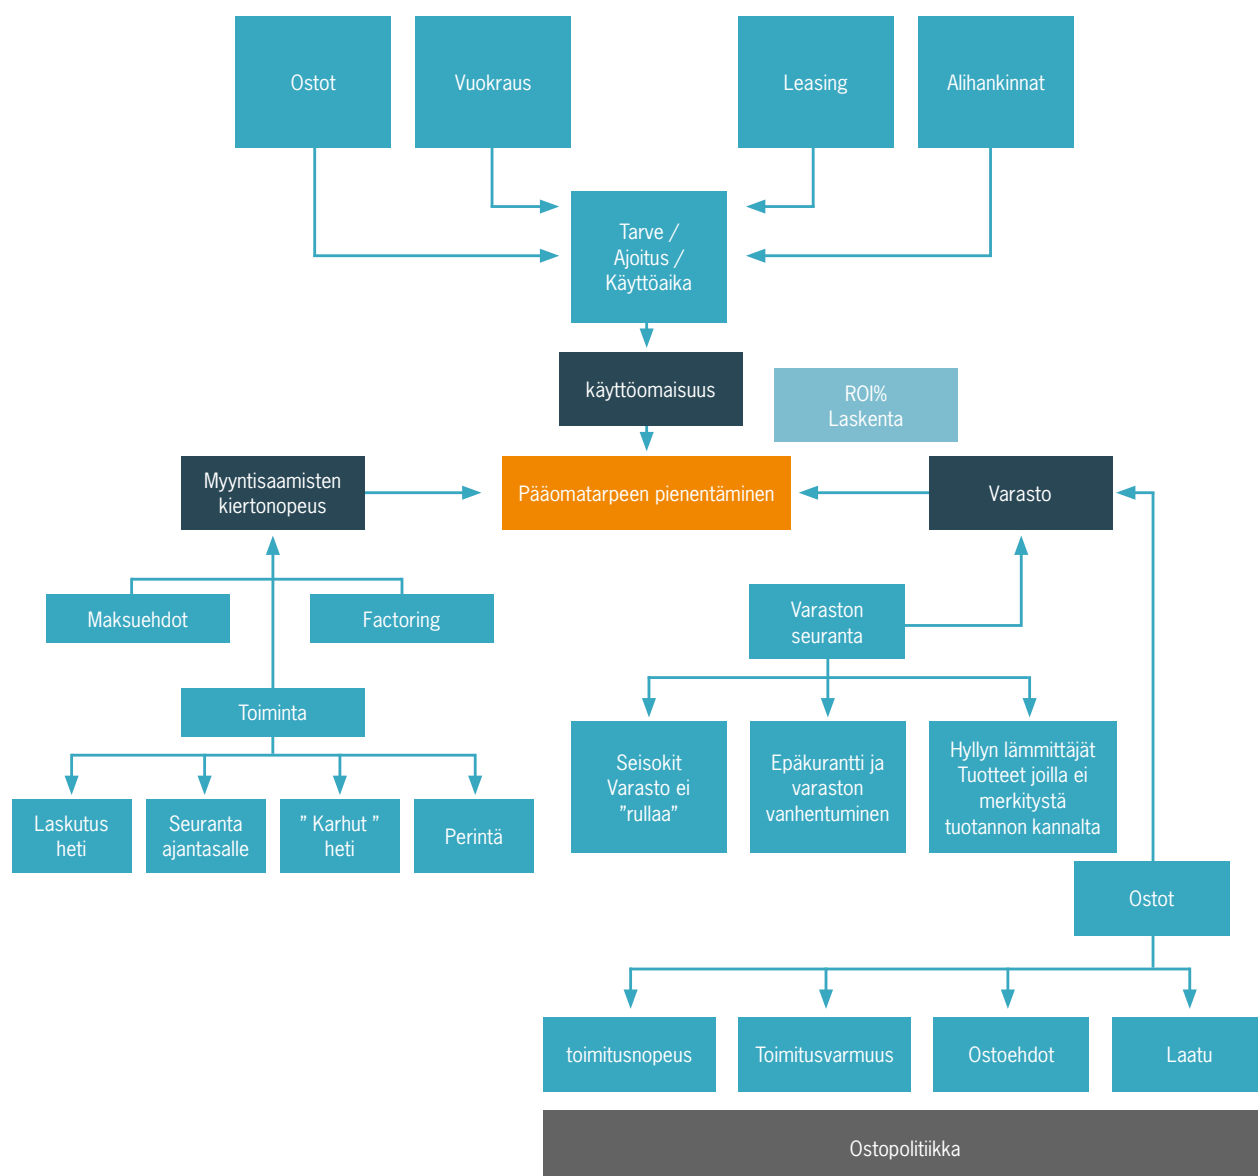 Ostot
Vuokraus
Leasing
Alihankinnat
Tarve /
Ajoitus /
Käyttöaika
käyttöomaisuus
ROI%
Laskenta
Myyntisaamisten
kiertonopeus
Pääomatarpeen pienentäminen
Varasto
Maksuehdot
Factoring
Varaston
seuranta
Toiminta
Seisokit
Varasto ei
”rullaa”
Epäkurantti ja
varaston
vanhentuminen
Hyllyn lämmittäjät
Tuotteet joilla ei
merkitystä
tuotannon kannalta
Laskutus
heti
Seuranta
ajantasalle
” Karhut ”
heti
Perintä
Ostot
toimitusnopeus
Toimitusvarmuus
Ostoehdot
Laatu
Ostopolitiikka